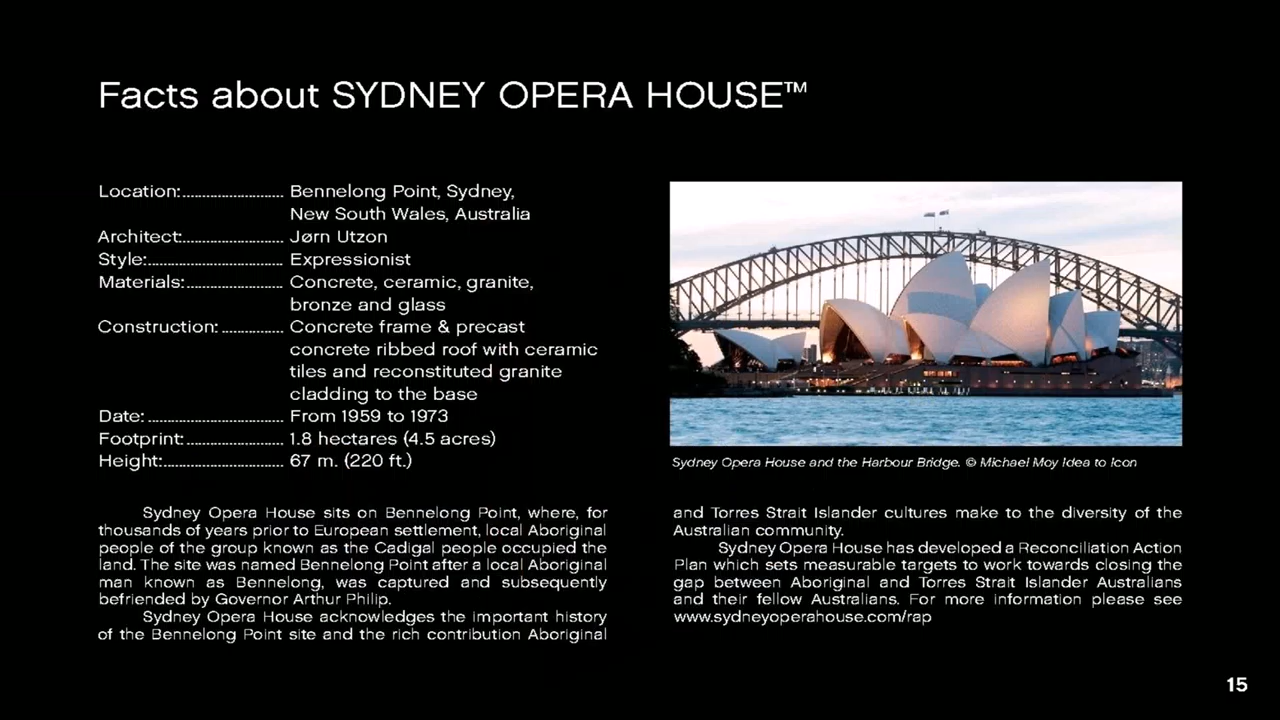 Facts about SYDNEY OPERA HOUSE™
Location:........................ Bennelong Point, Sydney,
New South Wales, Australia
Architect:........................ Jørn Utzon
Style:................................ Expressionist
Materials:....................... Concrete, ceramic, granite,
bronze and glass
Construction: ............... Concrete frame & precast
concrete ribbed roof with ceramic
tiles and reconstituted granite
cladding to the base
Date: ................................ From 1959 to 1973
Footprint:....................... 1.8 hectares (4.5 acres)
Height:............................. 67 m. (220 ft.)
Sydney Opera House and the Harbour Bridge. © Michael Moy Idea to Icon
Sydney Opera House sits on Bennelong Point, where, for
thousands of years prior to European settlement, local Aboriginal
people of the group known as the Cadigal people occupied the
land. The site was named Bennelong Point after a local Aboriginal
man known as Bennelong, was captured and subsequently
befriended by Governor Arthur Philip.
Sydney Opera House acknowledges the important history
of the Bennelong Point site and the rich contribution Aboriginal
and Torres Strait Islander cultures make to the diversity of the
Australian community.
Sydney Opera House has developed a Reconciliation Action
Plan which sets measurable targets to work towards closing the
gap between Aboriginal and Torres Strait Islander Australians
and their fellow Australians. For more information please see
www.sydneyoperahouse.com/rap
15